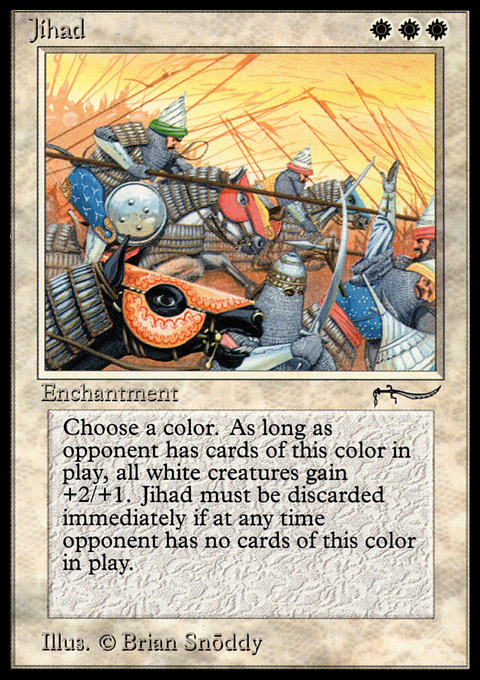 Jihad
Enchantment
Choose a color. As long as
opponent has cards of this color in
play, all white creatures gain
+2/+1. Jihad must be discarded
immediately if at any time
opponent has no cards of this color
in play.
Illus. © Brian Snōddy